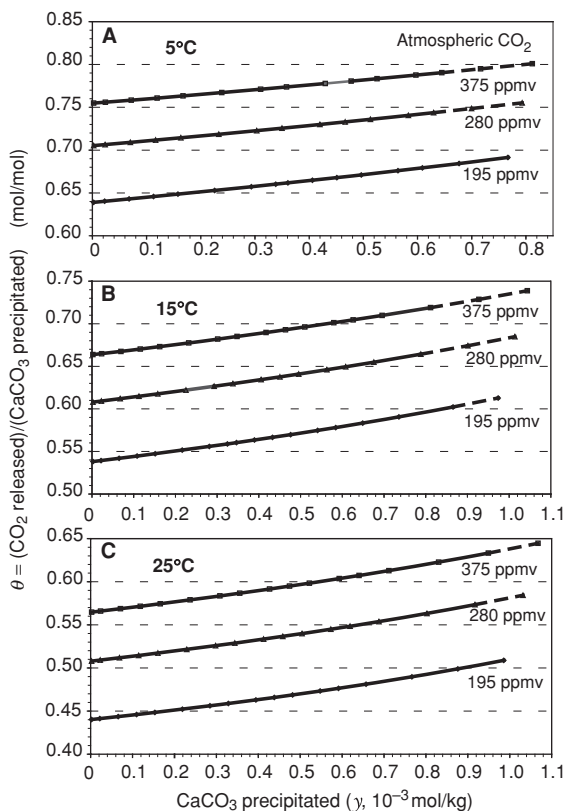 A
5°C
Atmospheric CO₂
0.80
375 ppmv
0.75
280 ppmv
0.70
195 ppmv
0.65
0.60
0 0.1 0.2 0.3 0.4 0.5 0.6 0.7 0.8
B
15°C
0.75
375 ppmv
0.70
0.65
280 ppmv
0.60
195 ppmv
0.55
0.50
0 0.1 0.2 0.3 0.4 0.5 0.6 0.7 0.8 0.9 1.0 1.1
C
25°C
0.65
375 ppmv
0.60
280 ppmv
0.55
0.50
195 ppmv
0.45
0.40
0 0.1 0.2 0.3 0.4 0.5 0.6 0.7 0.8 0.9 1.0 1.1
CaCO₃ precipitated (γ, 10⁻³mol/kg)
θ = (CO₂ released)/(CaCO₃ precipitated) (mol/mol)